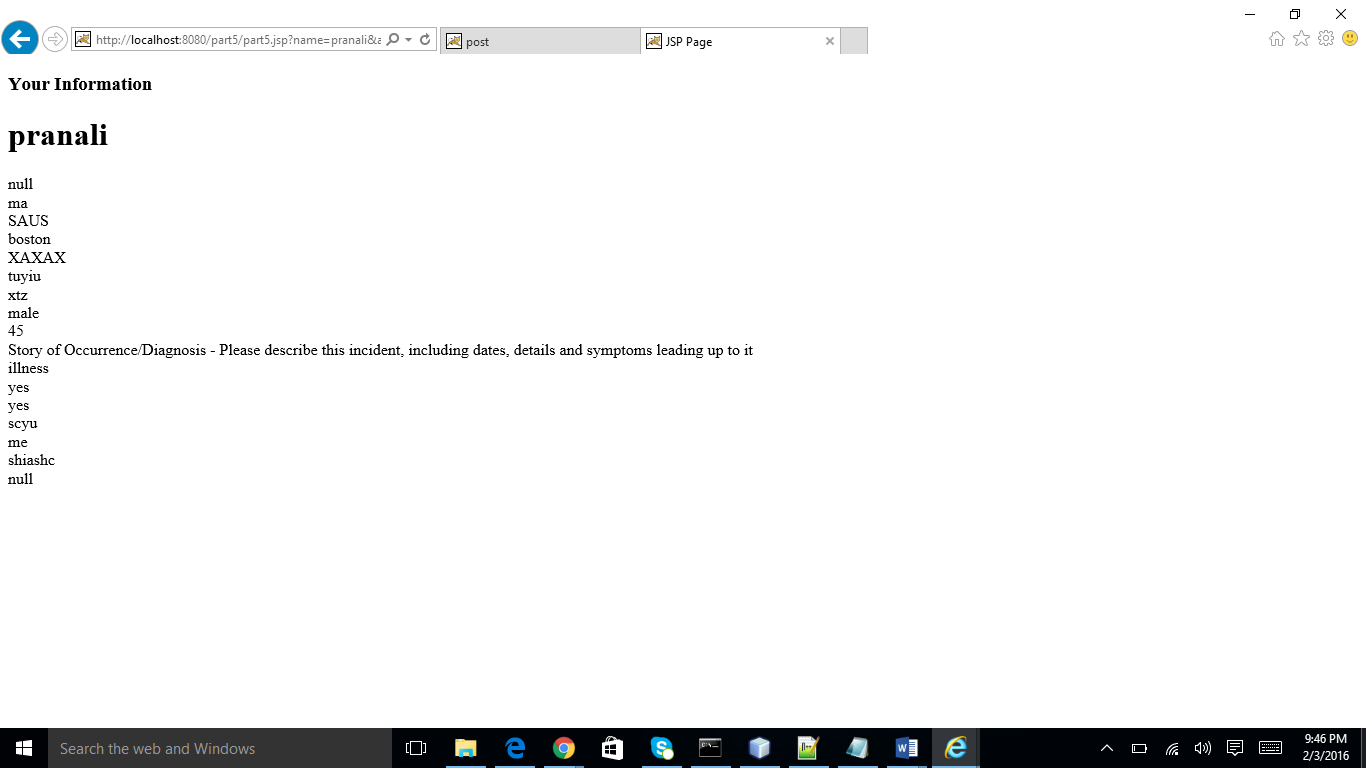 http://localhost:8080/part5/part5.jsp?name=pranali&a
post
JSP Page
Your Information
pranali
null
ma
SAUS
boston
XAXAX
tuyiu
xtz
male
45
Story of Occurrence/Diagnosis - Please describe this incident, including dates, details and symptoms leading up to it
illness
yes
yes
scyu
me
shiashc
null
Search the web and Windows
9:46 PM
2/3/2016